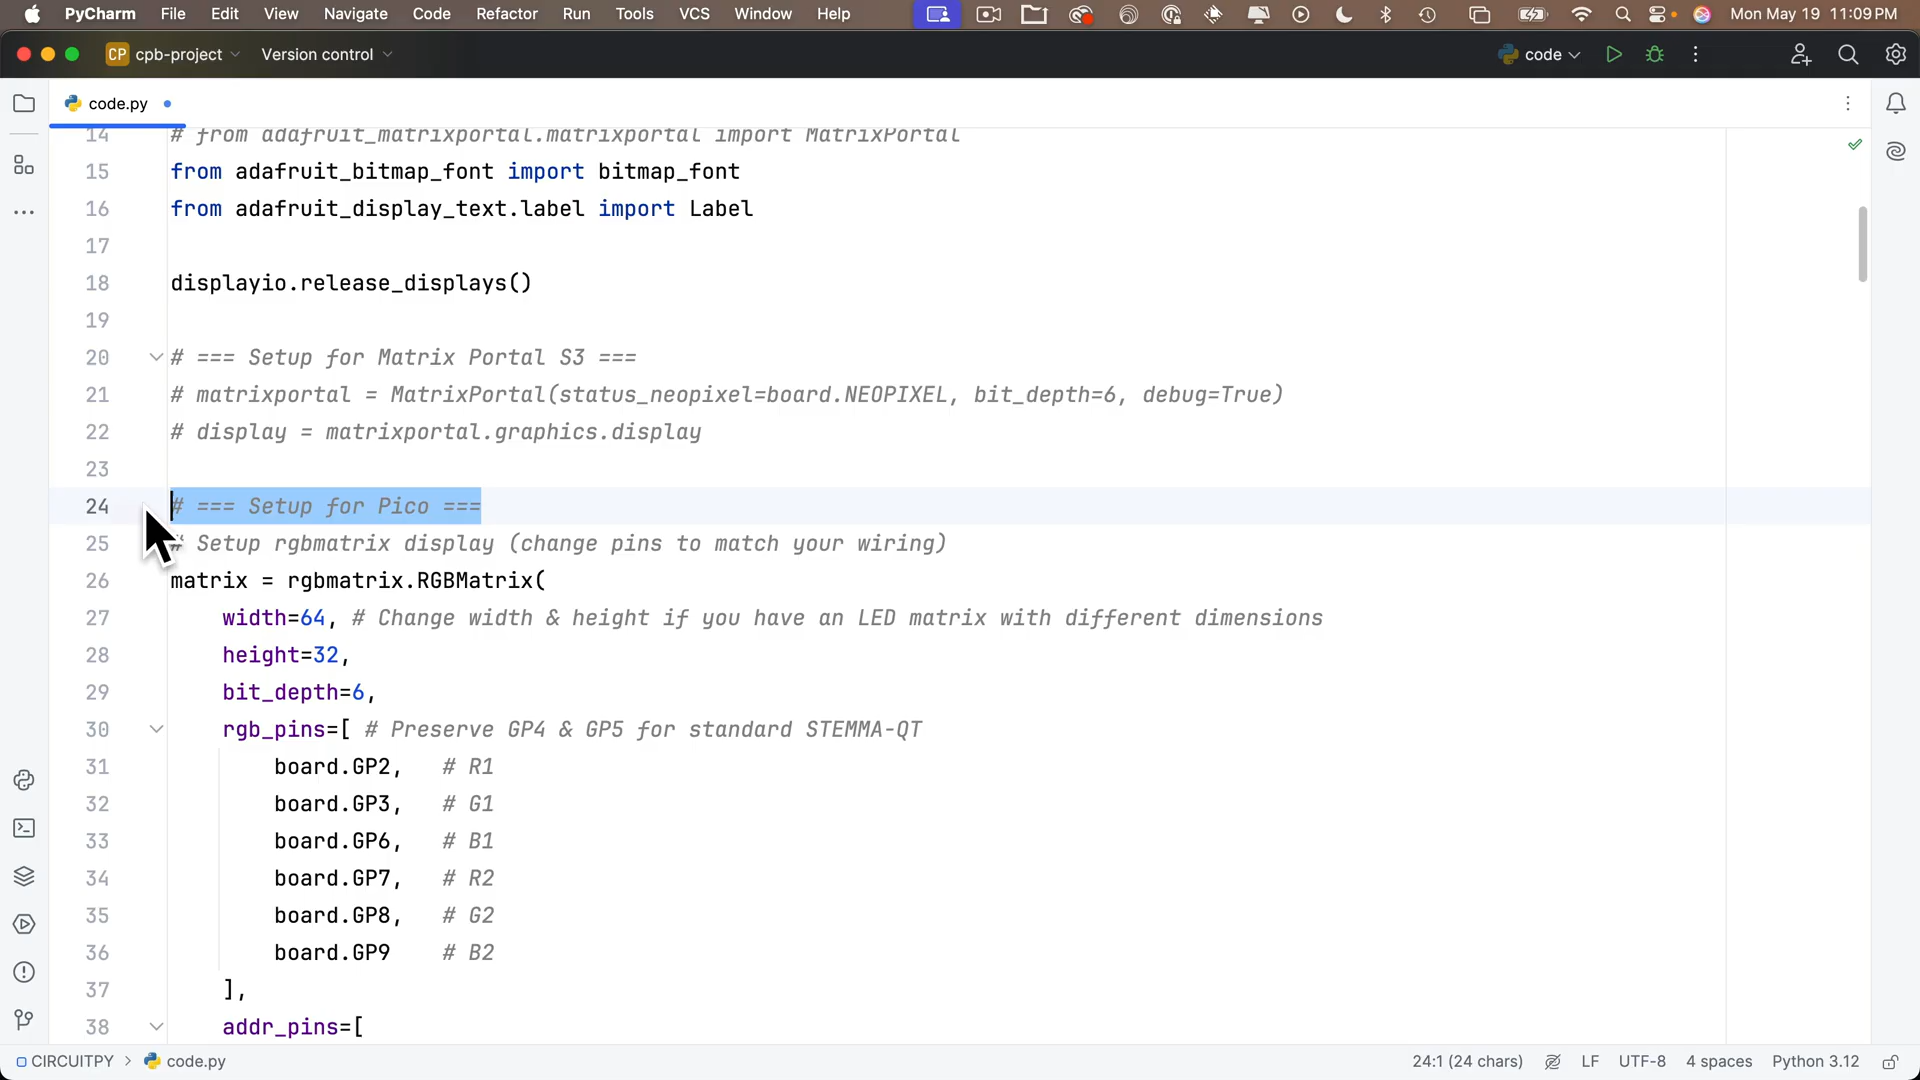 PyCharm File Edit View Navigate Code Refactor Run Tools VCS Window Help Mon May 19 11:09 PM
CP cpb-project Version control code
code.py
14 # from adafruit_matrixportal.matrixportal import MatrixPortal
15 from adafruit_bitmap_font import bitmap_font
16 from adafruit_display_text.label import Label
17
18 displayio.release_displays()
19
20 # === Setup for Matrix Portal S3 ===
21 # matrixportal = MatrixPortal(status_neopixel=board.NEOPIXEL, bit_depth=6, debug=True)
22 # display = matrixportal.graphics.display
23
24 # === Setup for Pico ===
25 # Setup rgbmatrix display (change pins to match your wiring)
26 matrix = rgbmatrix.RGBMatrix(
27 width=64, # Change width & height if you have an LED matrix with different dimensions
28 height=32,
29 bit_depth=6,
30 rgb_pins=[ # Preserve GP4 & GP5 for standard STEMMA-QT
31 board.GP2, # R1
32 board.GP3, # G1
33 board.GP6, # B1
34 board.GP7, # R2
35 board.GP8, # G2
36 board.GP9 # B2
37 ],
38 addr_pins=[
CIRCUITPY > code.py 24:1 (24 chars) LF UTF-8 4 spaces Python 3.12